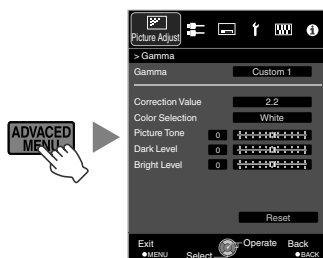 Picture Adjust
> Gamma
Gamma Custom 1
Correction Value 2.2
Color Selection White
Picture Tone 0
Dark Level 0
Bright Level 0
ADVACED
MENU
Reset
Exit Operate Back
●MENU Select ●BACK